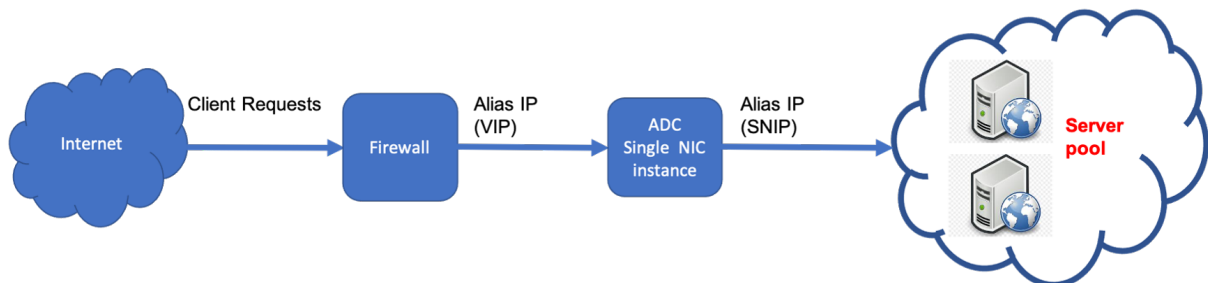 Internet
Client Requests
Firewall
Alias IP
(VIP)
ADC
Single NIC
instance
Alias IP
(SNIP)
Server
pool